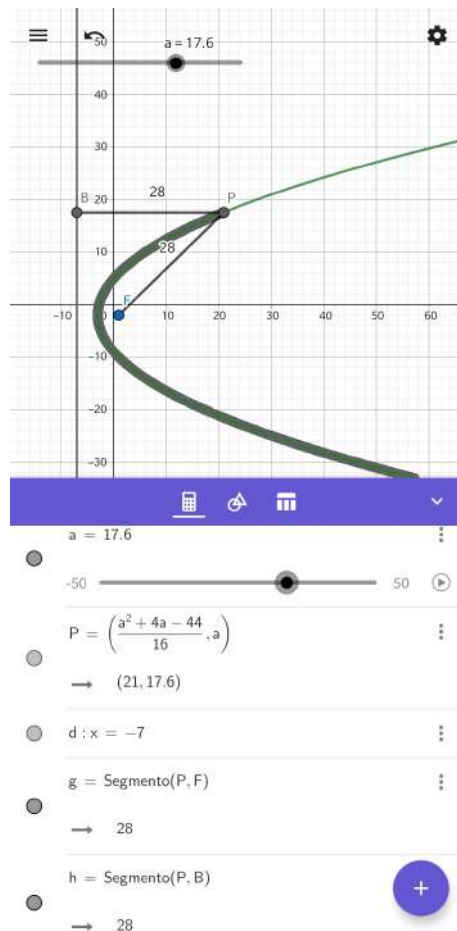 50
a = 17.6
40
30
28
B
20
P
10
28
F
-10
0
10
20
30
40
50
60
-10
-20
-30
a = 17.6
-50
50
P = (a² + 4a − 44 / 16, a)
→ (21, 17.6)
d : x = −7
g = Segmento(P, F)
→ 28
h = Segmento(P, B)
→ 28
+